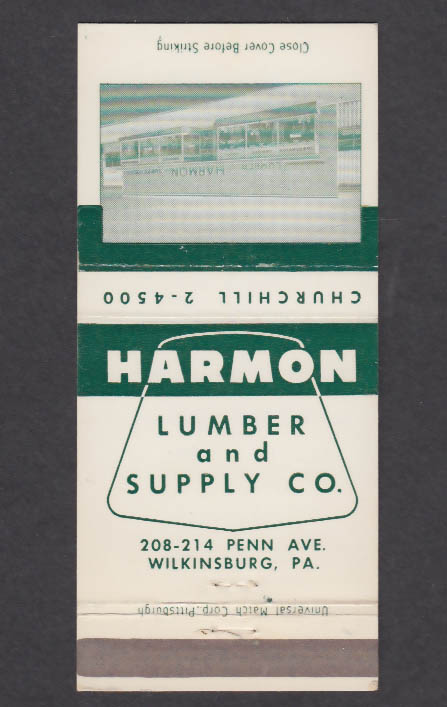 Close Cover Before Striking
HARMON LUMBER
CHURCHILL 2-4500
HARMON
LUMBER
and
SUPPLY CO.
208-214 PENN AVE.
WILKINSBURG, PA.
Universal Match Corp. Pittsburgh